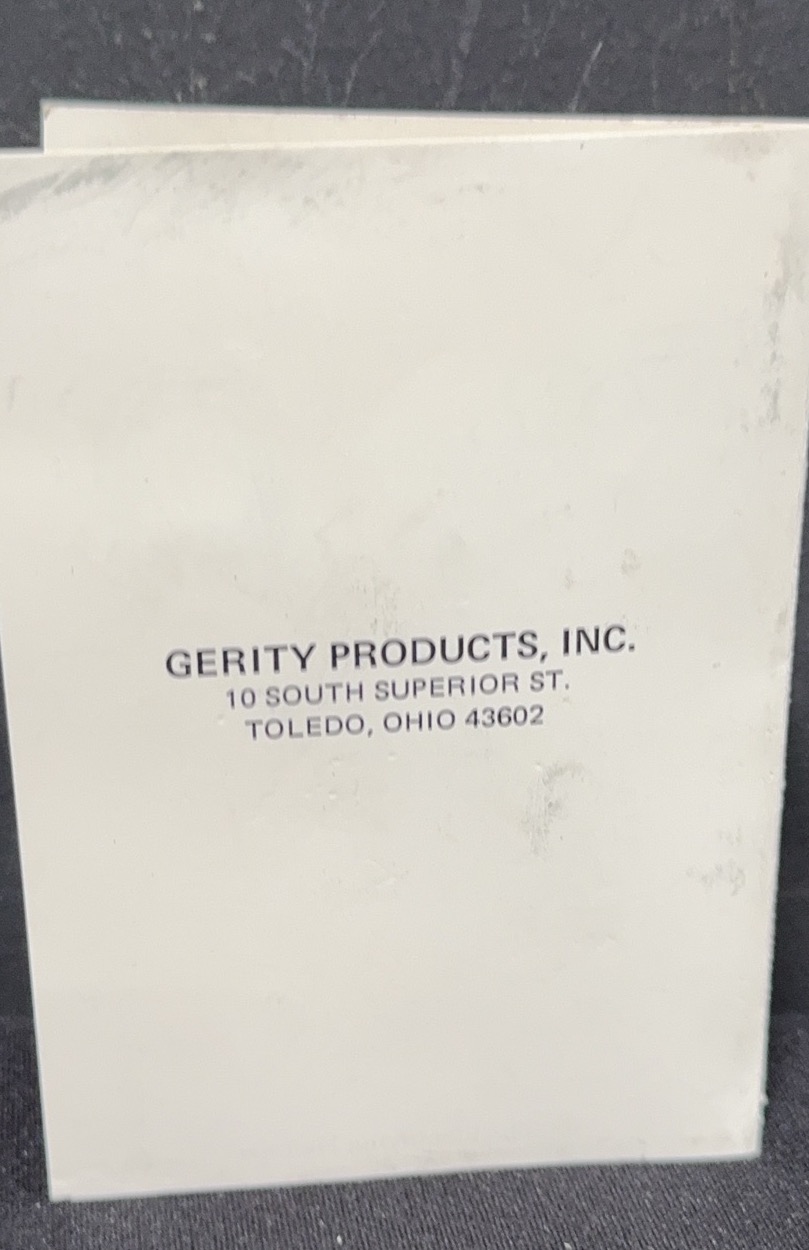 GERITY PRODUCTS, INC.
10 SOUTH SUPERIOR ST.
TOLEDO, OHIO 43602